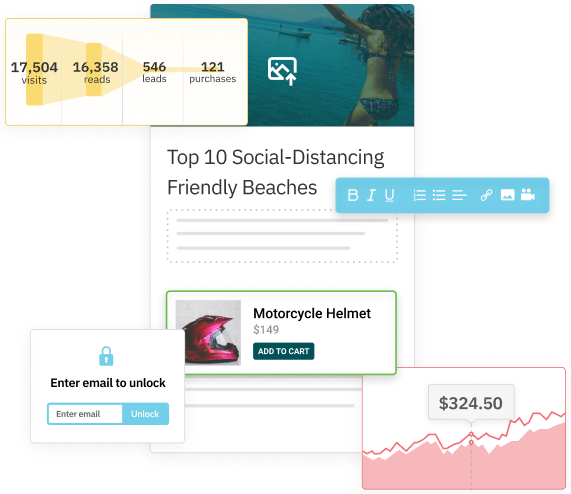 17,504
visits
16,358
reads
546
leads
121
purchases
Top 10 Social-Distancing
Friendly Beaches
B I U
Motorcycle Helmet
$149
ADD TO CART
Enter email to unlock
Enter email
Unlock
$324.50